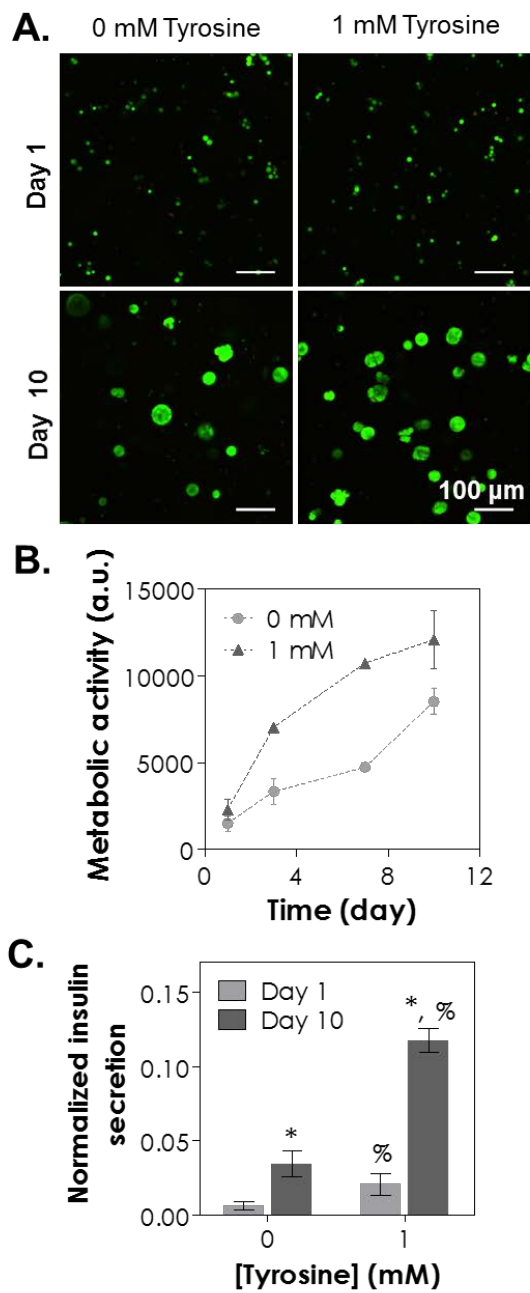 A.
0 mM Tyrosine
1 mM Tyrosine
Day 1
Day 10
100 µm
B.
Metabolic activity (a.u.)
15000
10000
5000
0
0 mM
1 mM
0
4
8
12
Time (day)
C.
Normalized insulin
secretion
0.15
0.10
0.05
0.00
Day 1
Day 10
*
%
*, %
0
1
[Tyrosine] (mM)